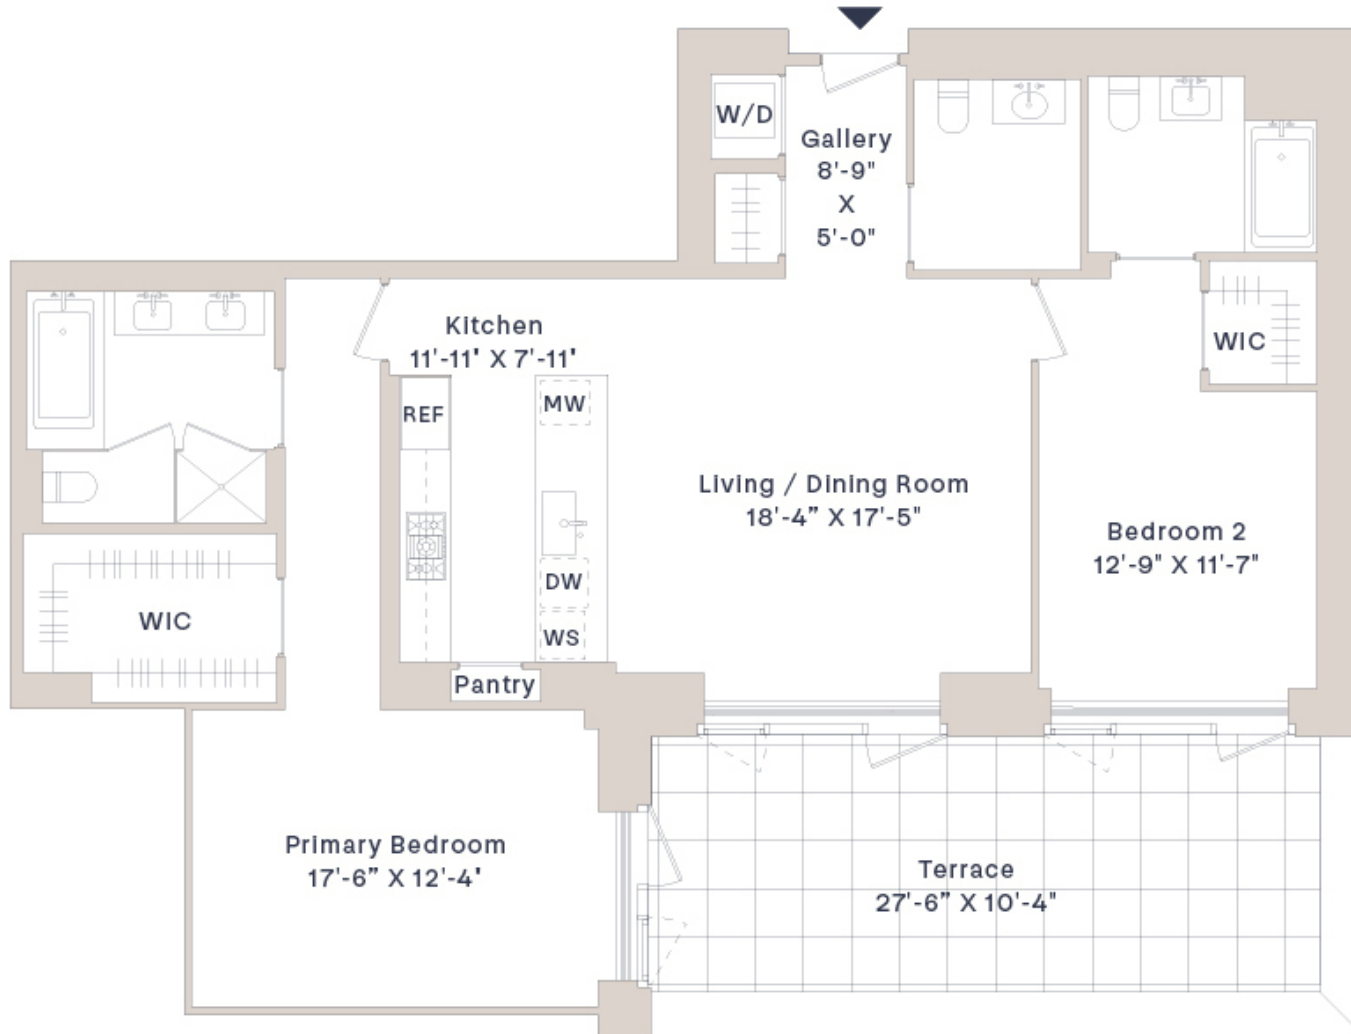 W/D
Gallery
8'-9"
X
5'-0"
Kitchen
11'-11" X 7'-11"
WIC
REF
MW
Living / Dining Room
18'-4” X 17'-5"
Bedroom 2
12'-9" X 11'-7"
DW
WIC
WS
Pantry
Primary Bedroom
17'-6” X 12'-4"
Terrace
27'-6” X 10'-4"